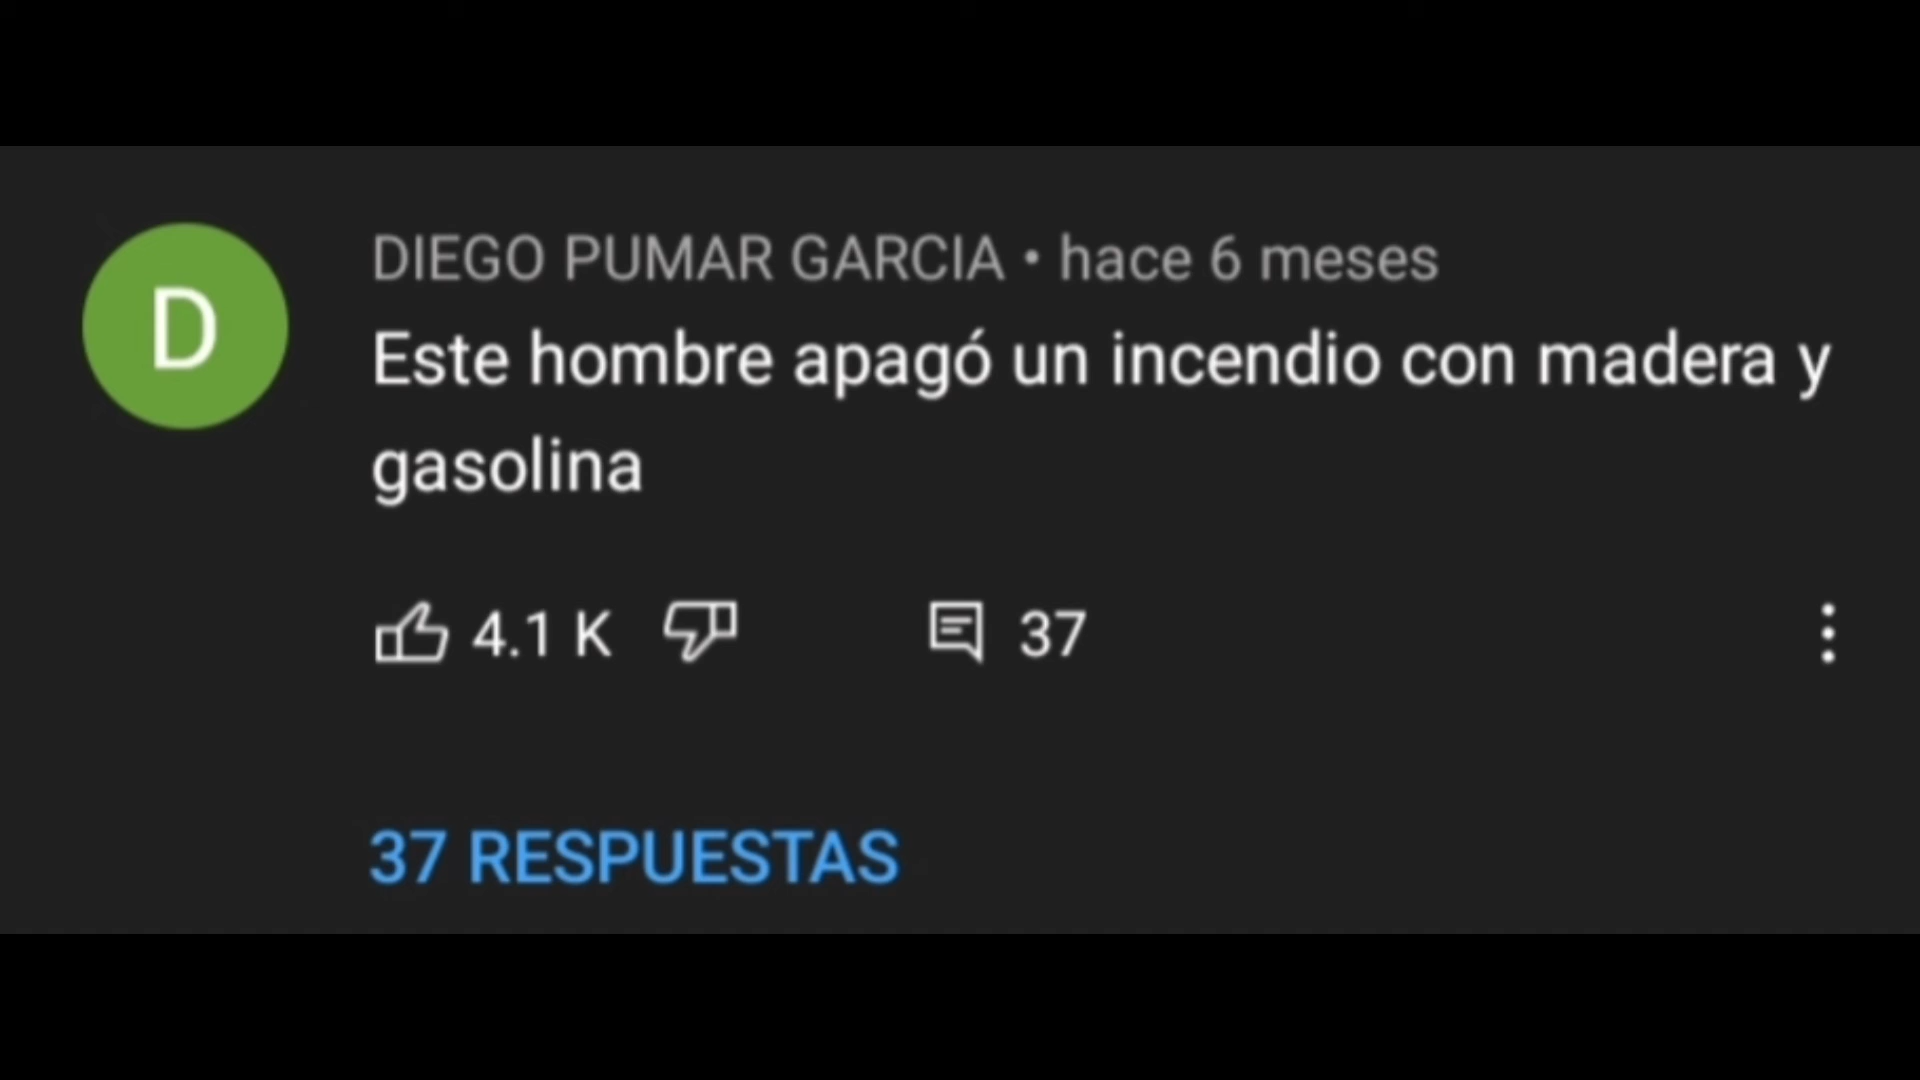 D
DIEGO PUMAR GARCIA • hace 6 meses
Este hombre apagó un incendio con madera y
gasolina
4.1 K 37
37 RESPUESTAS